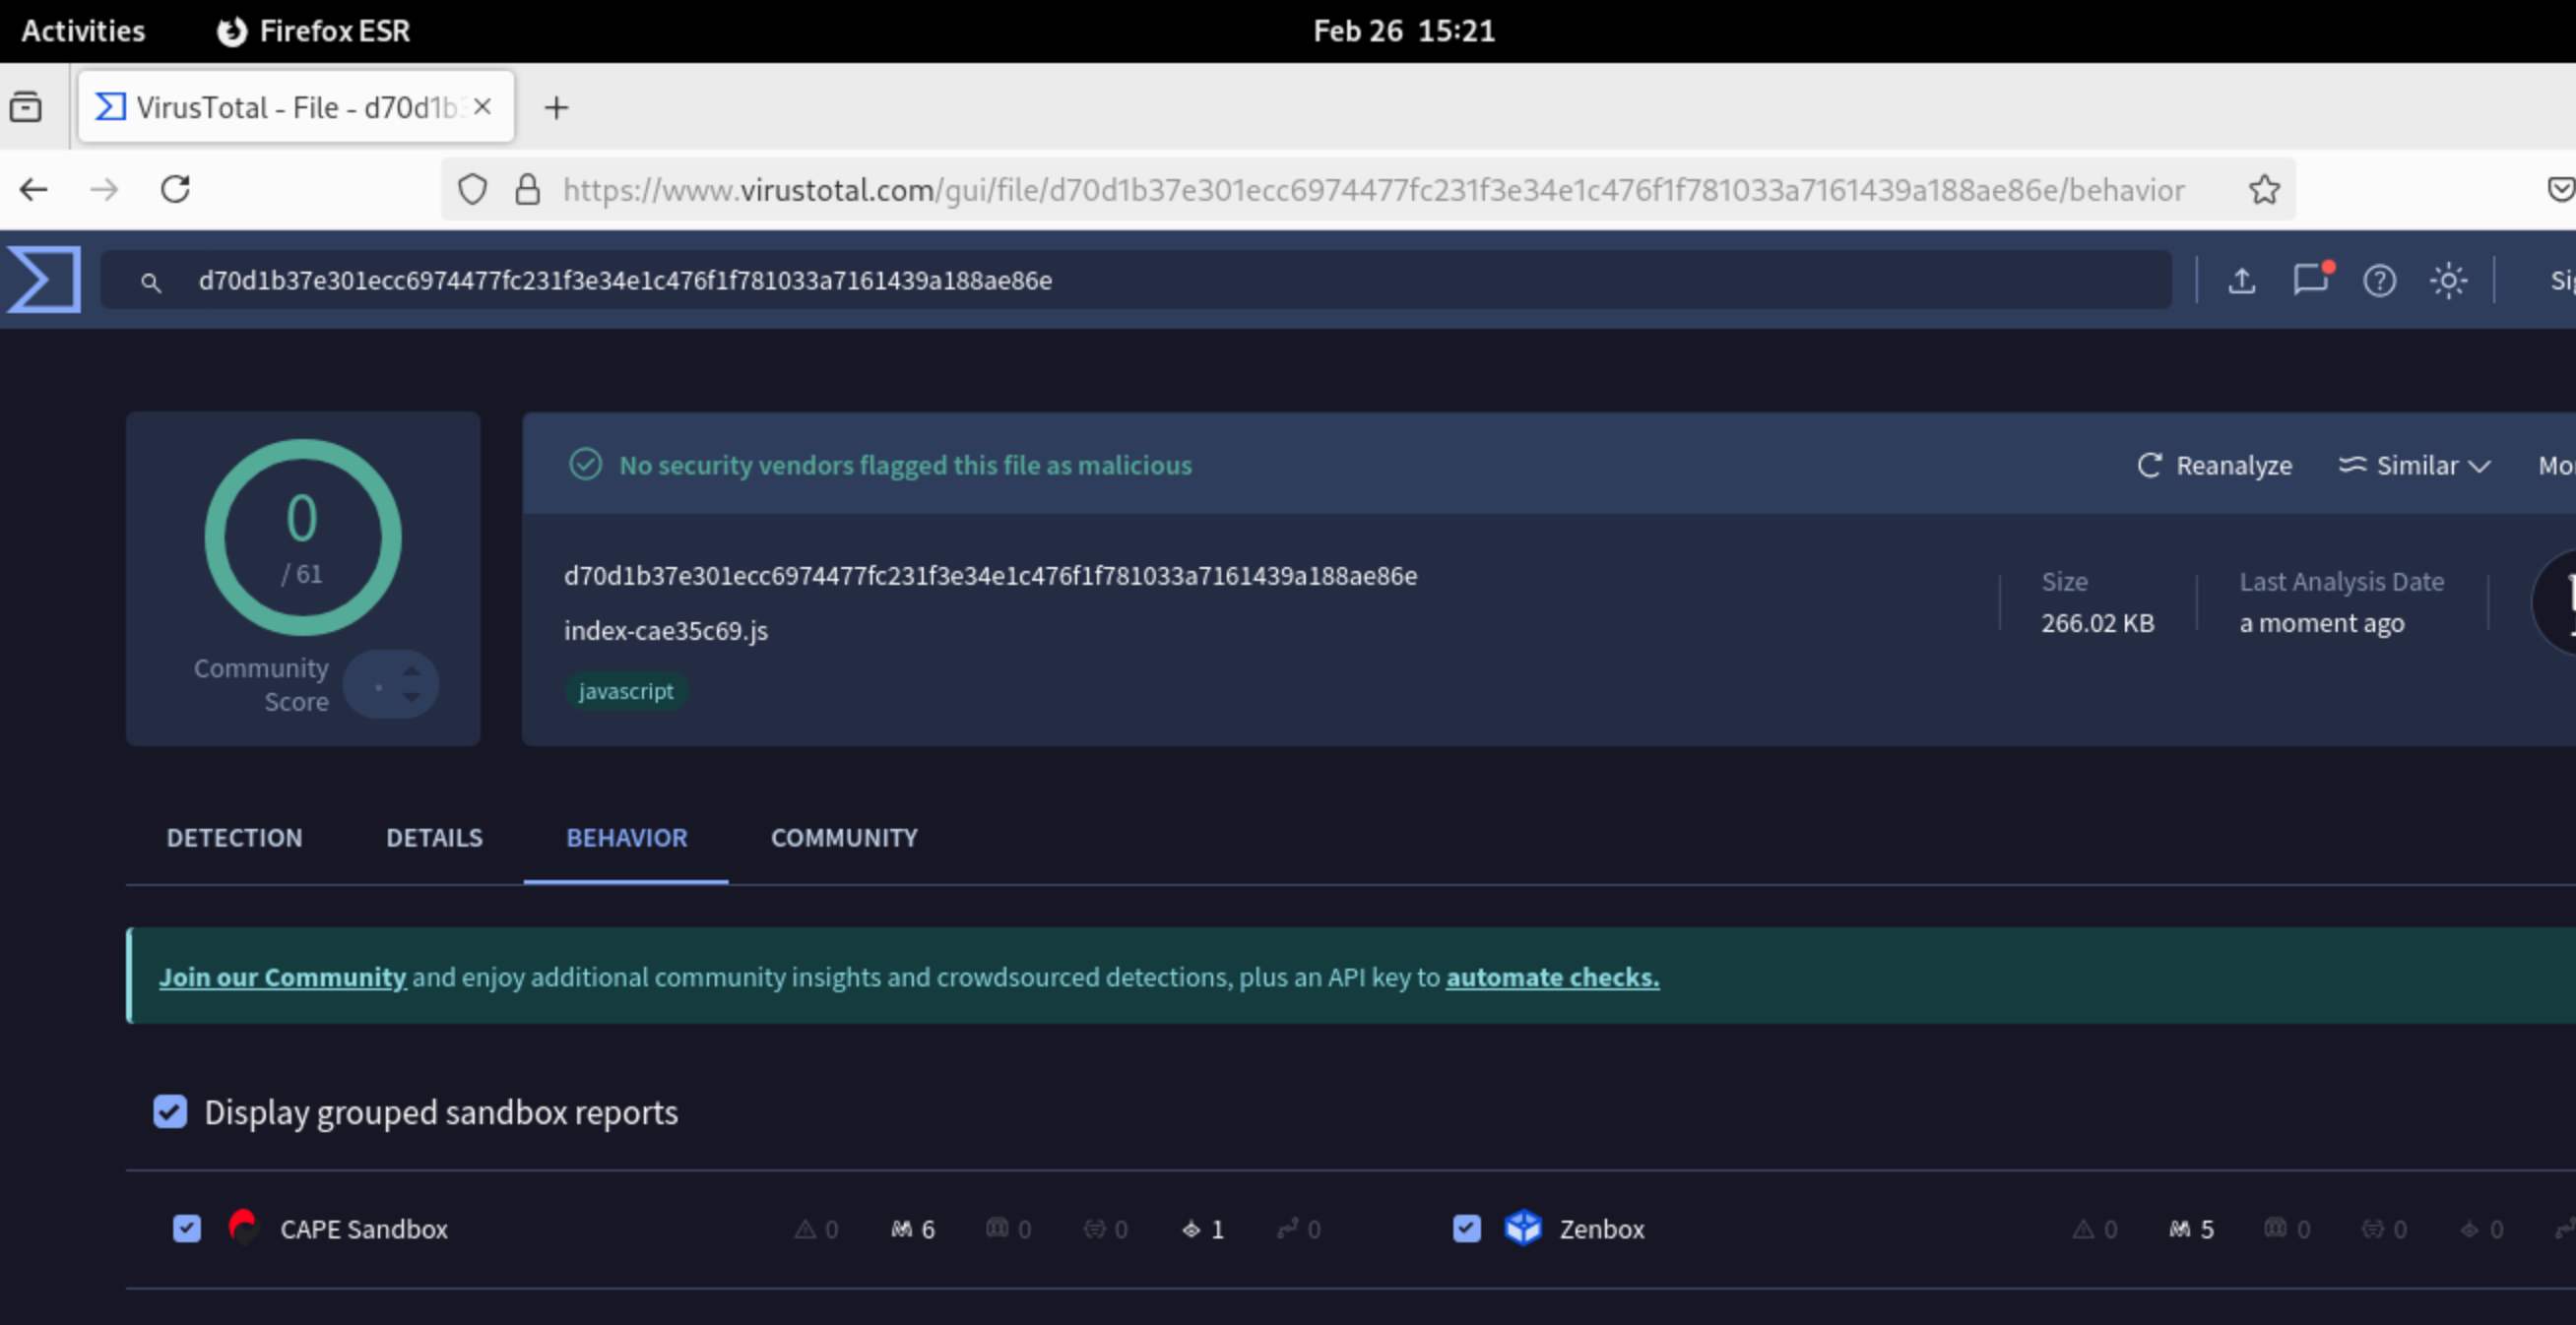 Activities Firefox ESR Feb 26 15:21
VirusTotal - File - d70d1b
https://www.virustotal.com/gui/file/d70d1b37e301ecc6974477fc231f3e34e1c476f1f781033a7161439a188ae86e/behavior
d70d1b37e301ecc6974477fc231f3e34e1c476f1f781033a7161439a188ae86e
No security vendors flagged this file as malicious Reanalyze Similar
0
/ 61
Community
Score
d70d1b37e301ecc6974477fc231f3e34e1c476f1f781033a7161439a188ae86e
index-cae35c69.js
javascript
Size
266.02 KB
Last Analysis Date
a moment ago
DETECTION DETAILS BEHAVIOR COMMUNITY
Join our Community and enjoy additional community insights and crowdsourced detections, plus an API key to automate checks.
Display grouped sandbox reports
CAPE Sandbox 0 6 0 0 1 0 Zenbox 0 5 0 0 0